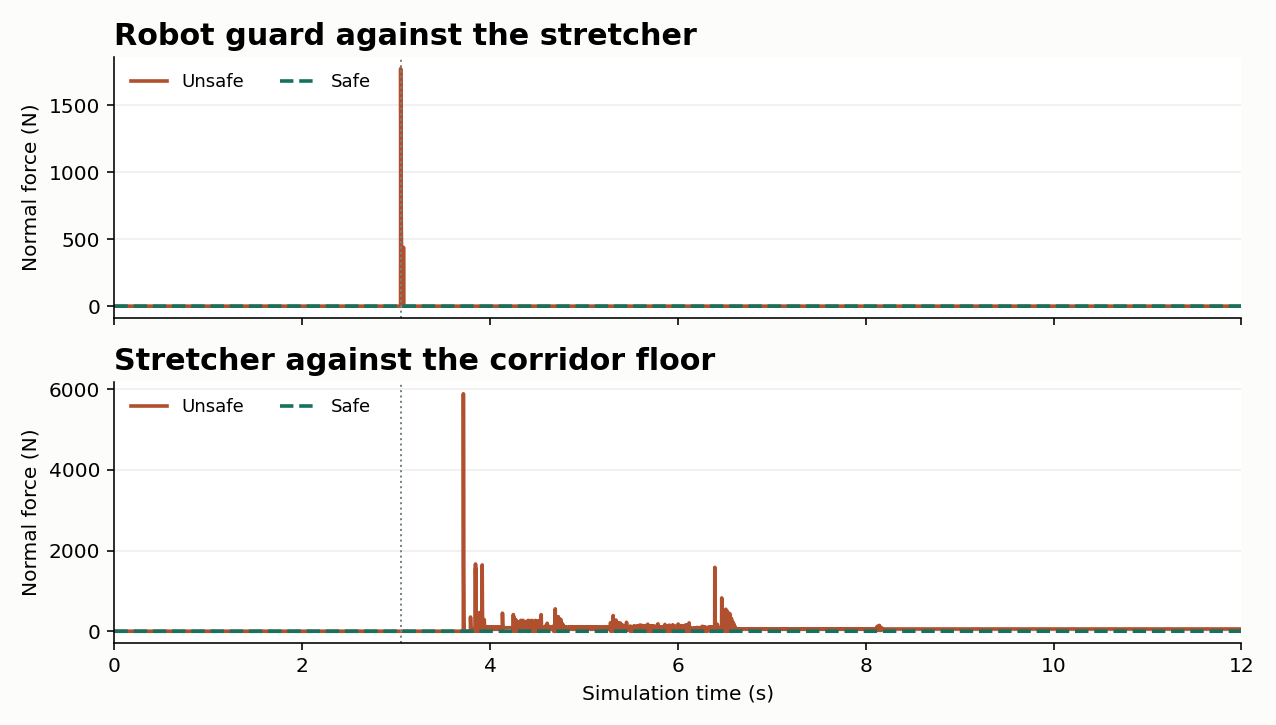 Robot guard against the stretcher
Unsafe Safe
Normal force (N)
1500
1000
500
0
Stretcher against the corridor floor
Unsafe Safe
Normal force (N)
6000
4000
2000
0
0 2 4 6 8 10 12
Simulation time (s)